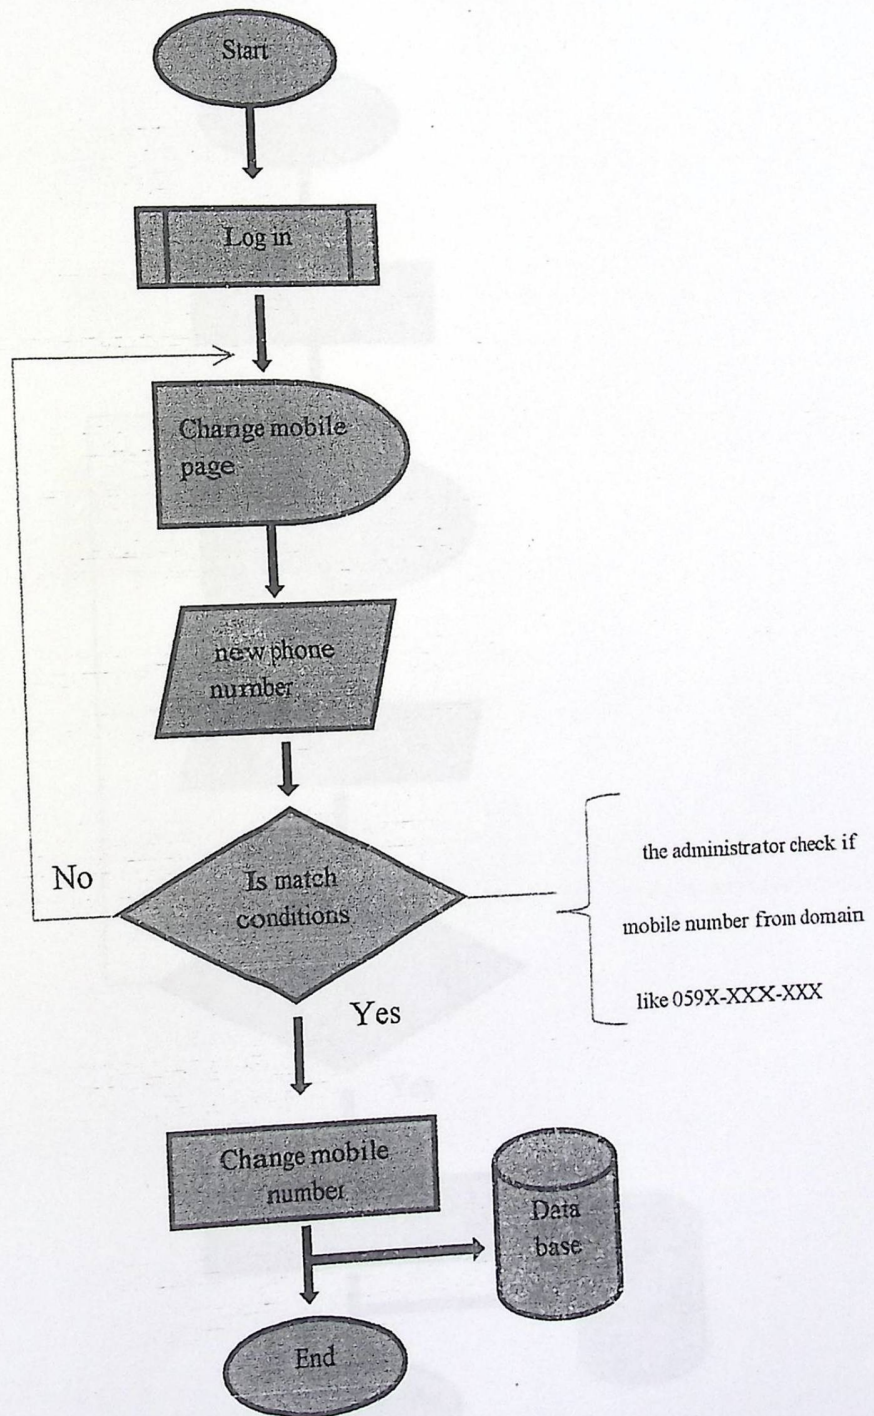 Start
Log in
Change mobile
page
new phone
number
No
Is match
conditions
the administrator check if
mobile number from domain
like 059X-XXX-XXX
Yes
Change mobile
number
Data
base
End